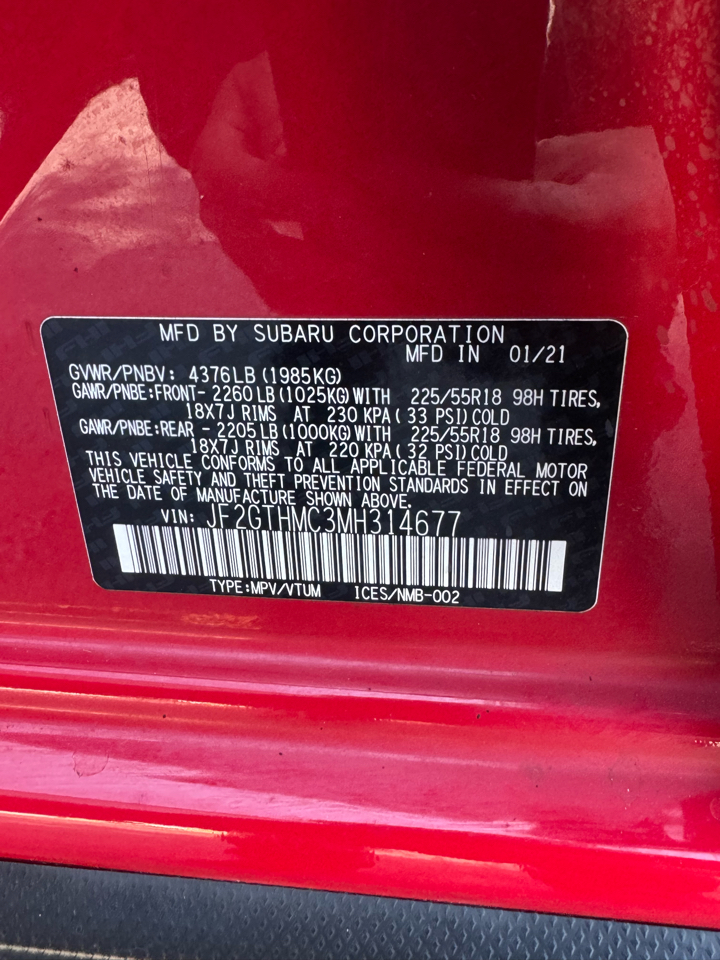 MFD BY SUBARU CORPORATION
MFD IN 01/21
GVWR/PNBV: 4376LB(1985KG)
GAWR/PNBE:FRONT- 2260LB(1025KG)WITH 225/55R18 98H TIRES,
18X7J RIMS AT 230 KPA( 33 PSI)COLD
GAWR/PNBE:REAR - 2205LB(1000KG)WITH 225/55R18 98H TIRES,
18X7J RIMS AT 220 KPA( 32 PSI)COLD
THIS VEHICLE CONFORMS TO ALL APPLICABLE FEDERAL MOTOR
VEHICLE SAFETY AND THEFT PREVENTION STANDARDS IN EFFECT ON
THE DATE OF MANUFACTURE SHOWN ABOVE.
VIN: JF2GTHMC3MH314677
TYPE:MPV/VTUM ICES/NMB-002